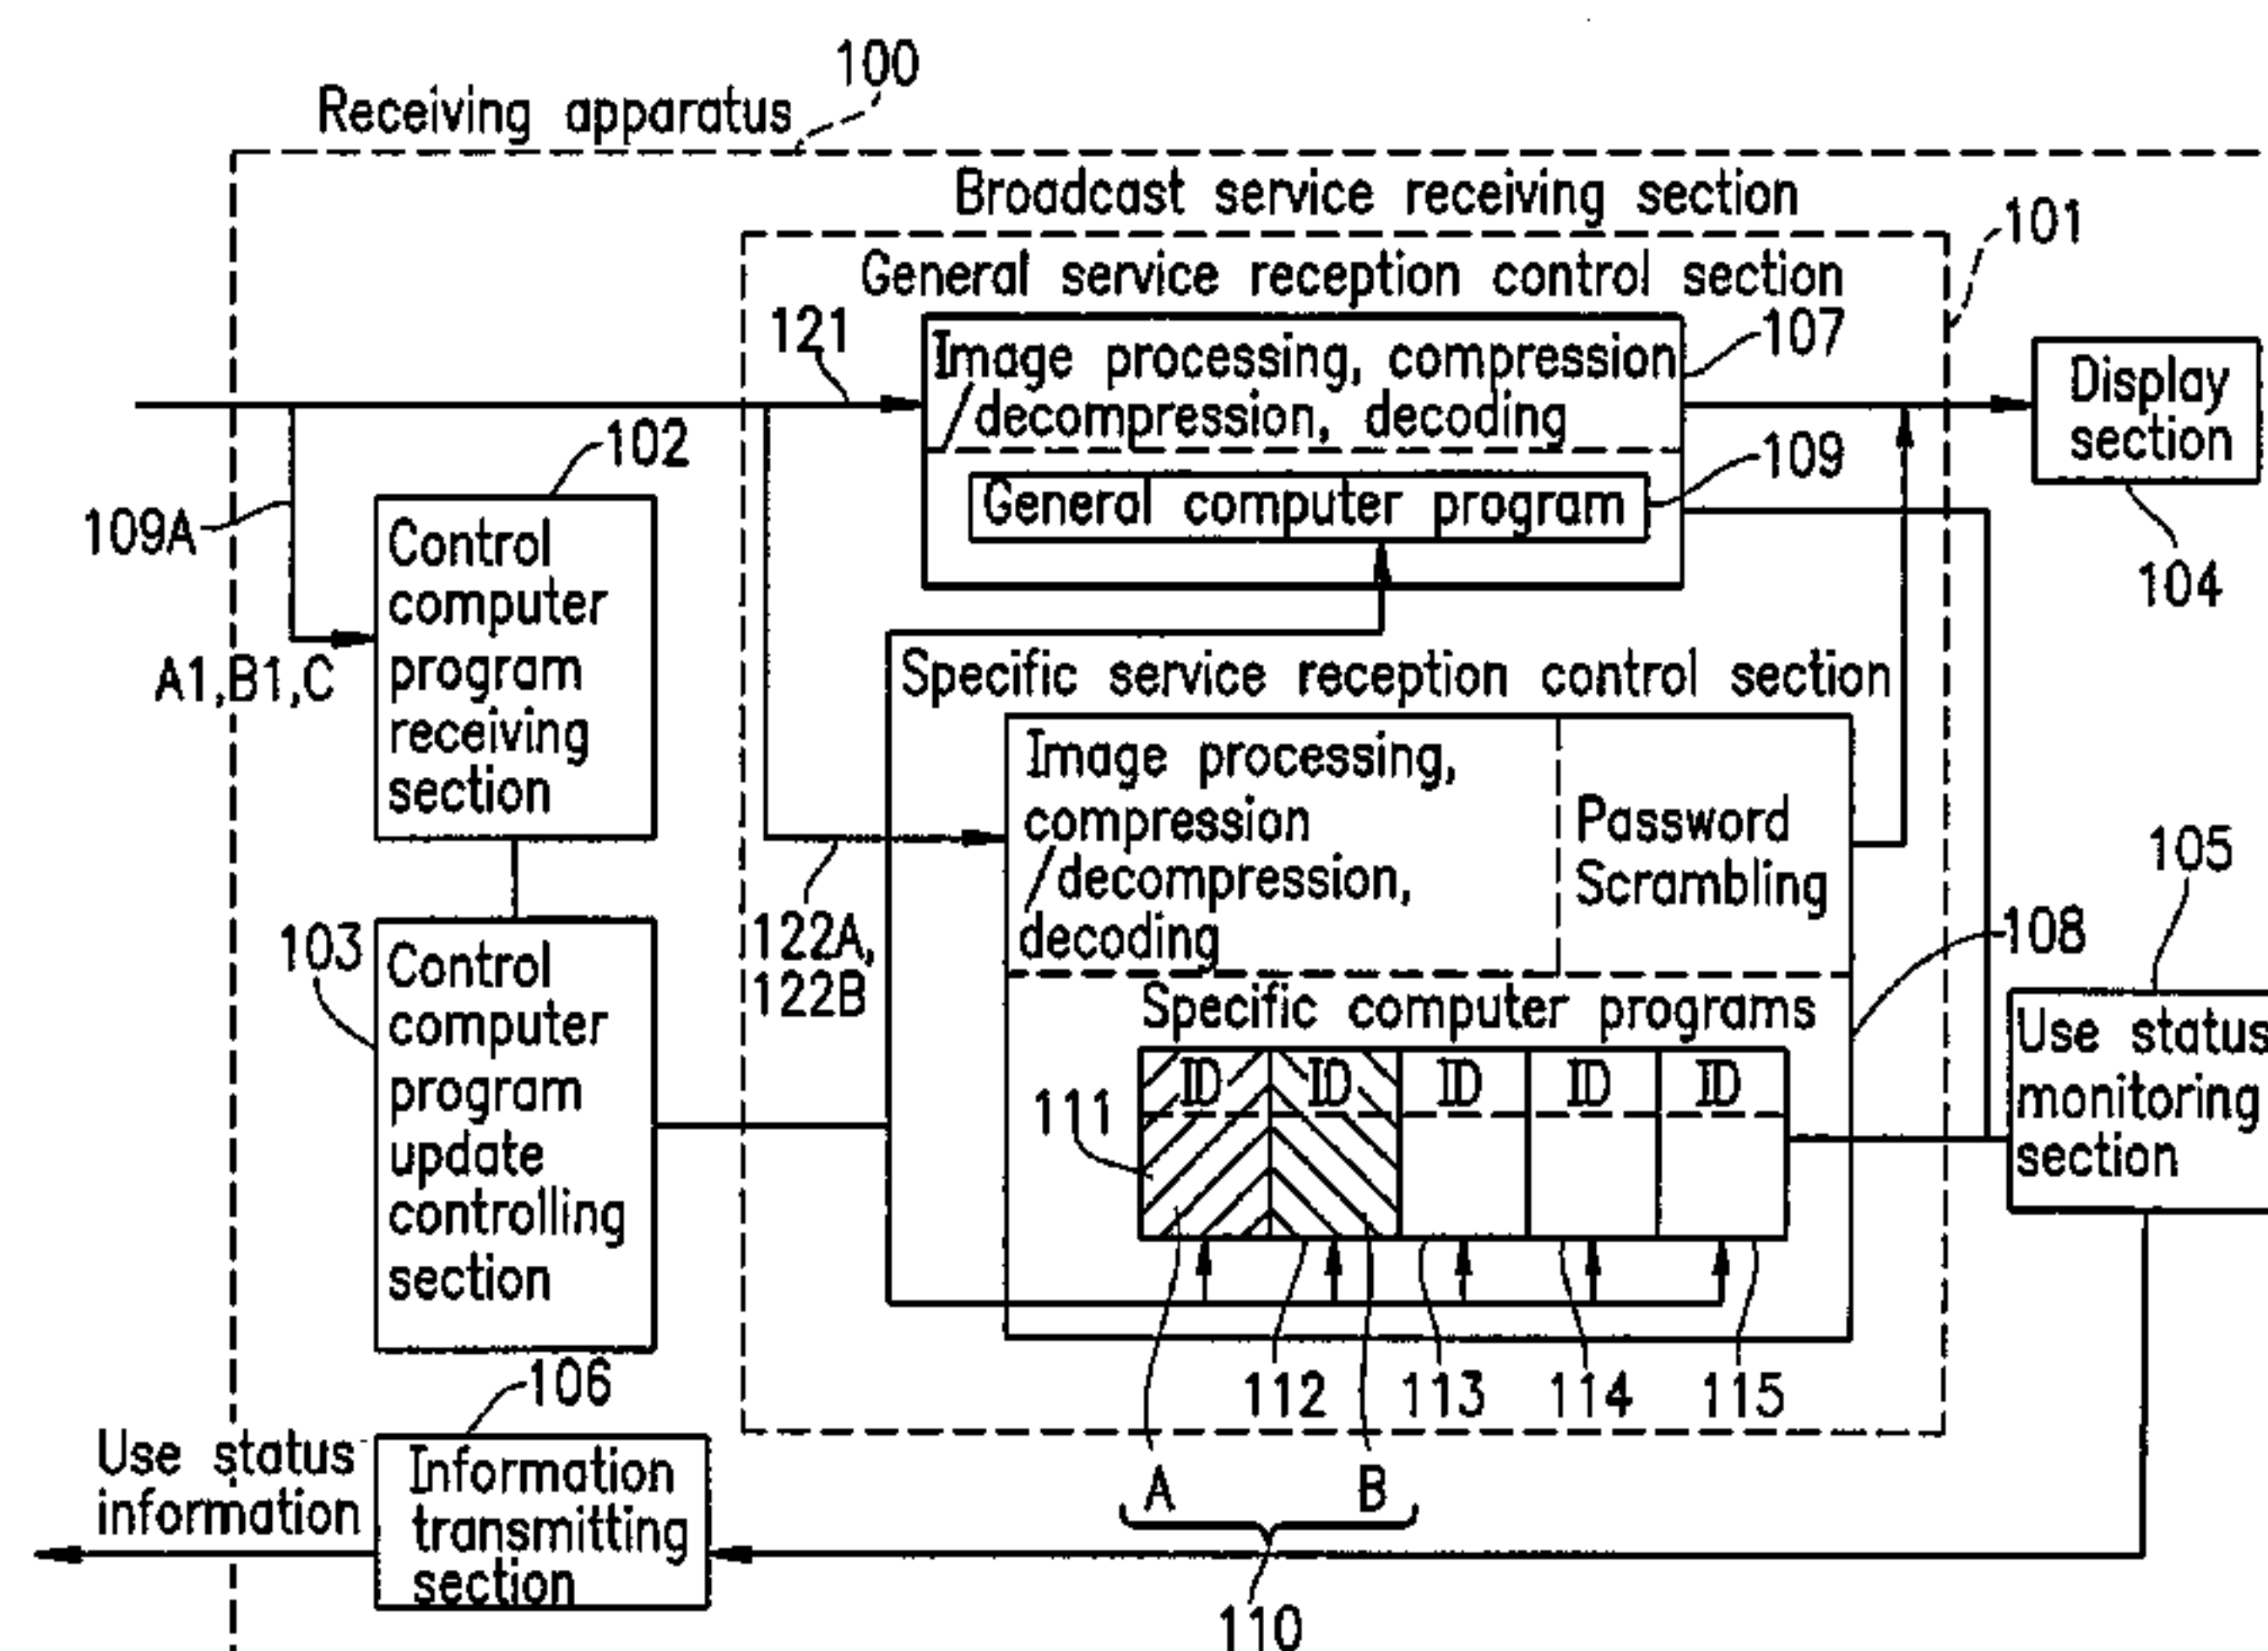 100
Receiving apparatus
Broadcast service receiving section
101
General service reception control section
121
107
Image processing, compression
/decompression, decoding
Display
section
102
109
General computer program
109A
104
Control
computer
program
receiving
section
A1,B1,C
Specific service reception control section
Image processing,
compression
/decompression,
decoding
Password
Scrambling
105
103
122A,
122B
108
Control
computer
program
update
controlling
section
Specific computer programs
Use status
monitoring
section
ID
ID
ID
ID
ID
111
106
112
113
114
115
Use status
information
Information
transmitting
section
A
B
110